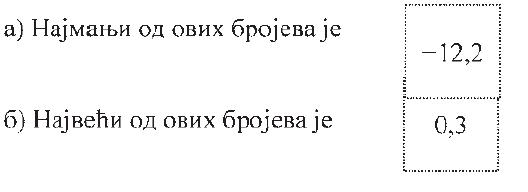 а) Најмањи од ових бројева је
−12,2
б) Највећи од ових бројева је
0,3